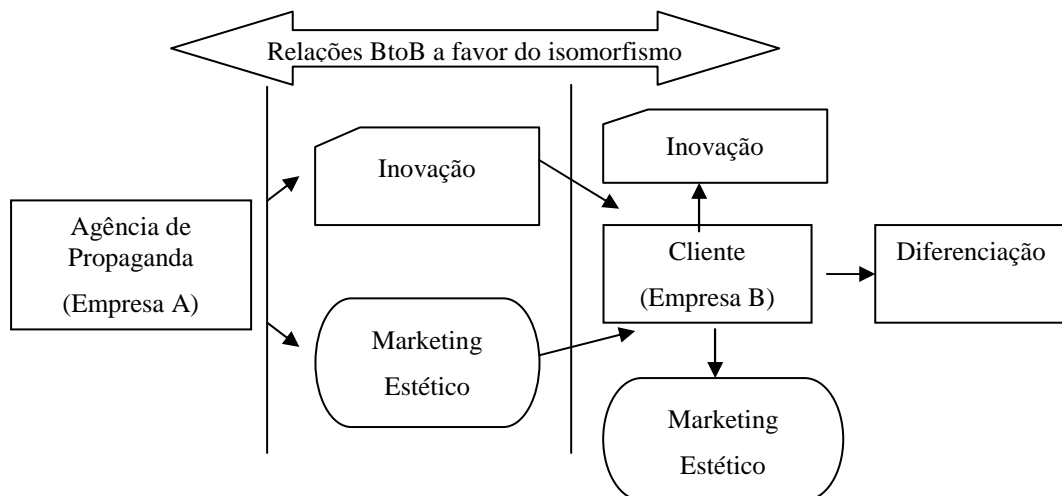 Relações BtoB a favor do isomorfismo
Agência de
Propaganda
(Empresa A)
Inovação
Marketing
Estético
Inovação
Cliente
(Empresa B)
Marketing
Estético
Diferenciação